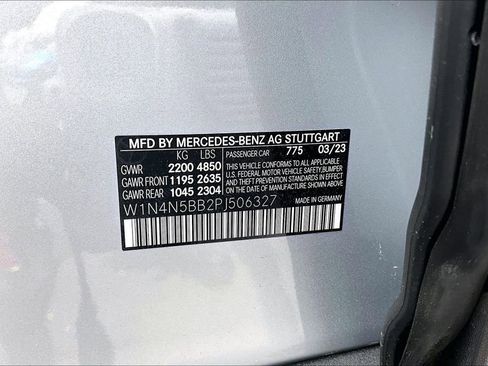 MFD BY MERCEDES-BENZ AG STUTTGART
KG LBS PASSENGER CAR 775 03/23
GVWR 2200 4850
GAWR FRONT 1195 2635
GAWR REAR 1045 2304
THIS VEHICLE CONFORMS TO ALL APPLICABLE
U.S. FEDERAL MOTOR VEHICLE SAFETY, BUMPER
AND THEFT PREVENTION STANDARDS IN EFFECT
ON THE DATE OF MANUFACTURE SHOWN ABOVE.
W1N4N5BB2PJ506327
MADE IN GERMANY